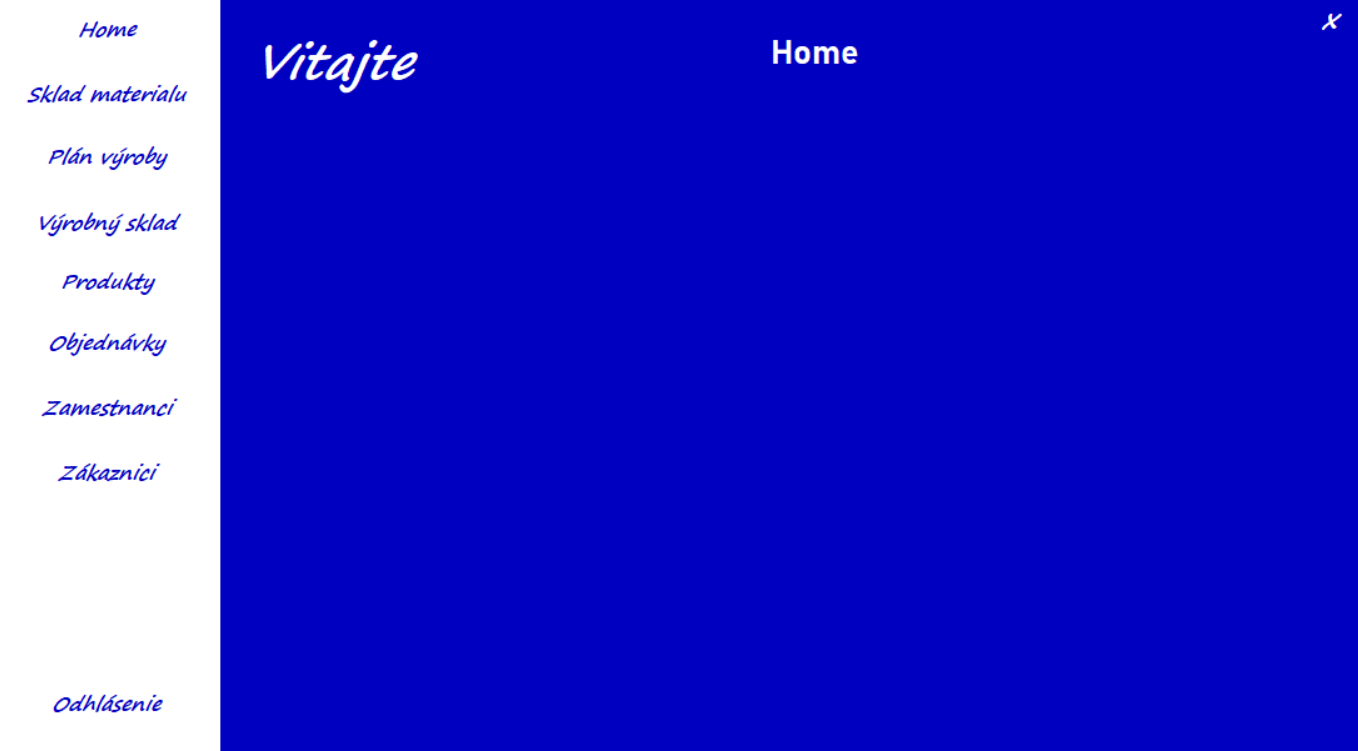 Home
Sklad materialu
Plán výroby
Výrobný sklad
Produkty
Objednávky
Zamestnanci
Zákaznici
Odhlásenie
Vitajte
Home
X